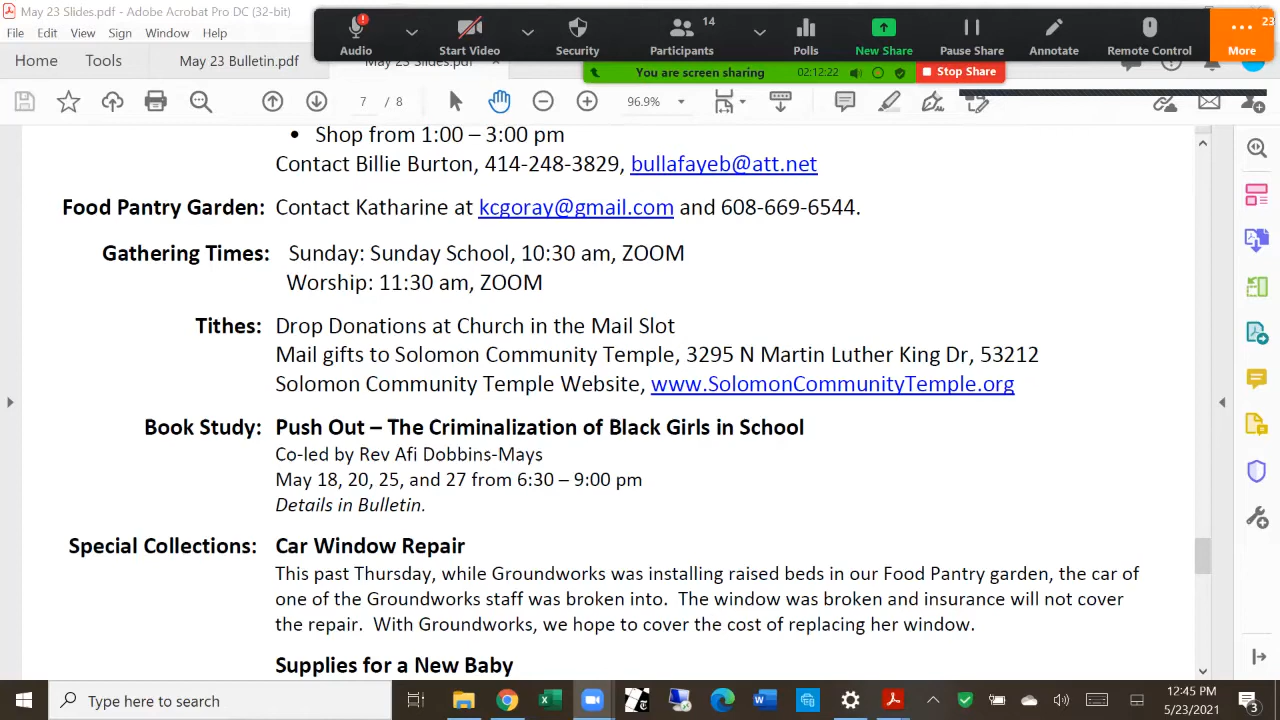 May 23 Slides.pdf - Adobe Acrobat Pro DC (32-bit)
File Edit View Sign Window Help
Audio
Start Video
Security
14
Participants
Polls
New Share
Pause Share
Annotate
Remote Control
23
More
Home Tools May 23 Bulletin.pdf May 23 Slides.pdf ×
You are screen sharing 02:12:22 Stop Share
7 / 8 96.9%
• Shop from 1:00 – 3:00 pm
Contact Billie Burton, 414-248-3829, bullafayeb@att.net
Food Pantry Garden: Contact Katharine at kcgoray@gmail.com and 608-669-6544.
Gathering Times: Sunday: Sunday School, 10:30 am, ZOOM
Worship: 11:30 am, ZOOM
Tithes: Drop Donations at Church in the Mail Slot
Mail gifts to Solomon Community Temple, 3295 N Martin Luther King Dr, 53212
Solomon Community Temple Website, www.SolomonCommunityTemple.org
Book Study: Push Out – The Criminalization of Black Girls in School
Co-led by Rev Afi Dobbins-Mays
May 18, 20, 25, and 27 from 6:30 – 9:00 pm
Details in Bulletin.
Special Collections: Car Window Repair
This past Thursday, while Groundworks was installing raised beds in our Food Pantry garden, the car of
one of the Groundworks staff was broken into. The window was broken and insurance will not cover
the repair. With Groundworks, we hope to cover the cost of replacing her window.
Supplies for a New Baby
Type here to search
12:45 PM
5/23/2021
3